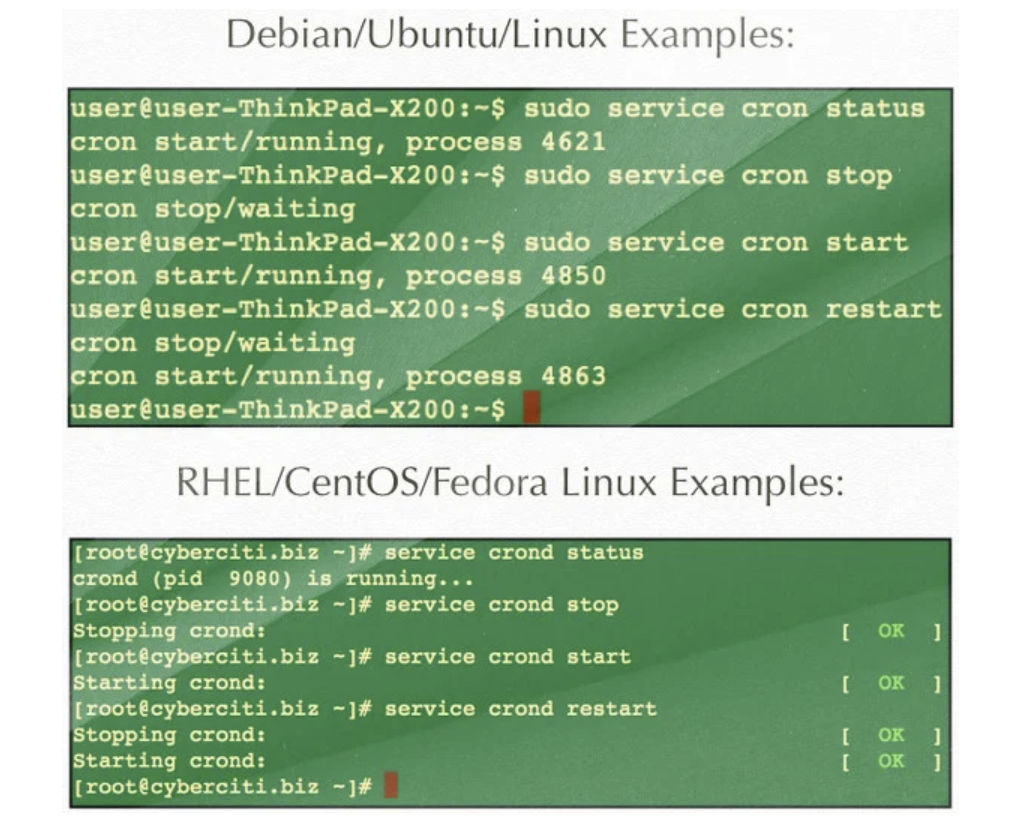 Debian/Ubuntu/Linux Examples:
user@user-ThinkPad-X200:~$ sudo service cron status
cron start/running, process 4621
user@user-ThinkPad-X200:~$ sudo service cron stop
cron stop/waiting
user@user-ThinkPad-X200:~$ sudo service cron start
cron start/running, process 4850
user@user-ThinkPad-X200:~$ sudo service cron restart
cron stop/waiting
cron start/running, process 4863
user@user-ThinkPad-X200:~$
RHEL/CentOS/Fedora Linux Examples:
[root@cyberciti.biz ~]# service crond status
crond (pid  9080) is running...
[root@cyberciti.biz ~]# service crond stop
Stopping crond: [  OK  ]
[root@cyberciti.biz ~]# service crond start
Starting crond: [  OK  ]
[root@cyberciti.biz ~]# service crond restart
Stopping crond: [  OK  ]
Starting crond: [  OK  ]
[root@cyberciti.biz ~]#